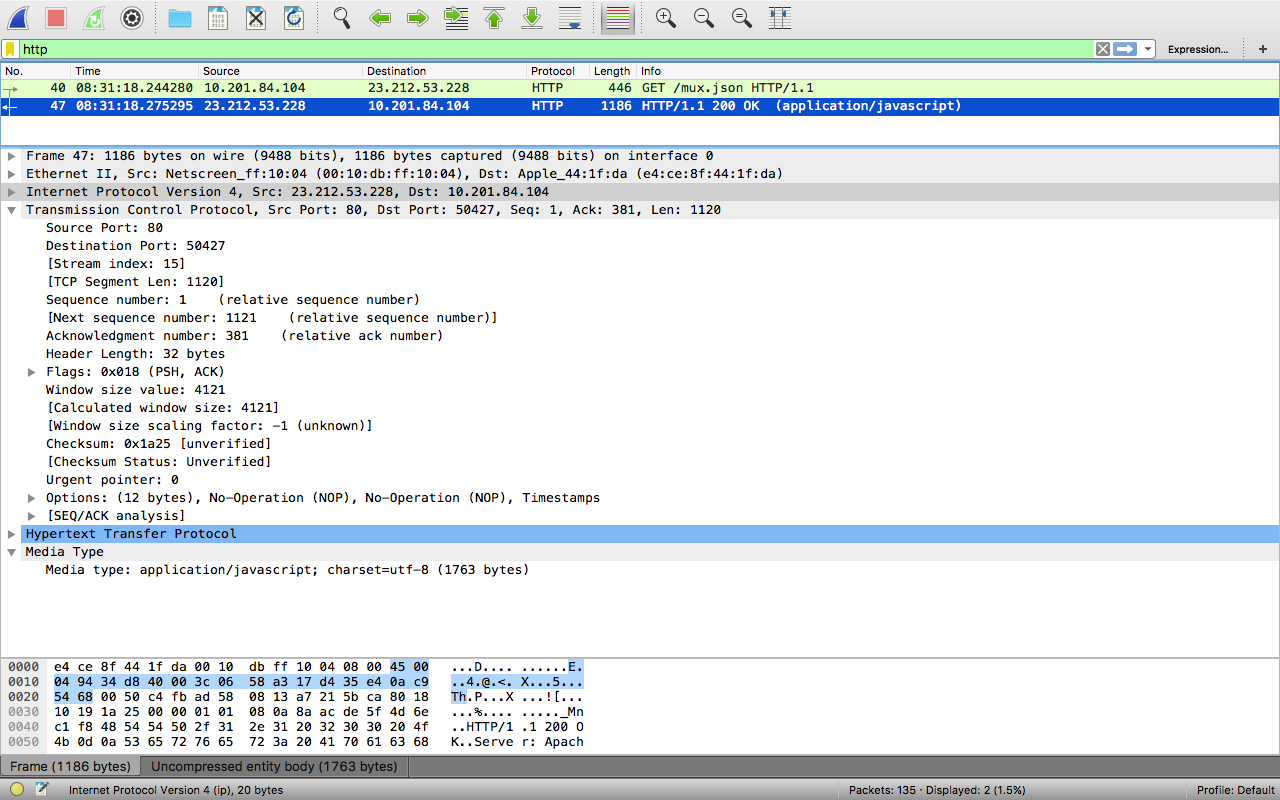 http
Expression...
+
No. Time Source Destination Protocol Length Info
40 08:31:18.244280 10.201.84.104 23.212.53.228 HTTP 446 GET /mux.json HTTP/1.1
47 08:31:18.275295 23.212.53.228 10.201.84.104 HTTP 1186 HTTP/1.1 200 OK  (application/javascript)
Frame 47: 1186 bytes on wire (9488 bits), 1186 bytes captured (9488 bits) on interface 0
Ethernet II, Src: Netscreen_ff:10:04 (00:10:db:ff:10:04), Dst: Apple_44:1f:da (e4:ce:8f:44:1f:da)
Internet Protocol Version 4, Src: 23.212.53.228, Dst: 10.201.84.104
Transmission Control Protocol, Src Port: 80, Dst Port: 50427, Seq: 1, Ack: 381, Len: 1120
Source Port: 80
Destination Port: 50427
[Stream index: 15]
[TCP Segment Len: 1120]
Sequence number: 1    (relative sequence number)
[Next sequence number: 1121    (relative sequence number)]
Acknowledgment number: 381    (relative ack number)
Header Length: 32 bytes
Flags: 0x018 (PSH, ACK)
Window size value: 4121
[Calculated window size: 4121]
[Window size scaling factor: -1 (unknown)]
Checksum: 0x1a25 [unverified]
[Checksum Status: Unverified]
Urgent pointer: 0
Options: (12 bytes), No-Operation (NOP), No-Operation (NOP), Timestamps
[SEQ/ACK analysis]
Hypertext Transfer Protocol
Media Type
Media type: application/javascript; charset=utf-8 (1763 bytes)
0000 e4 ce 8f 44 1f da 00 10  db ff 10 04 08 00 45 00 ...D.... ......E.
0010 04 94 34 d8 40 00 3c 06  58 a3 17 d4 35 e4 0a c9 ..4.@.<. X...5...
0020 54 68 00 50 c4 fb ad 58  08 13 a7 21 5b ca 80 18 Th.P...X ...![...
0030 10 19 1a 25 00 00 01 01  08 0a 8a ac de 5f 4d 6e ...%.... ....._Mn
0040 c1 f8 48 54 54 50 2f 31  2e 31 20 32 30 30 20 4f ..HTTP/1 .1 200 O
0050 4b 0d 0a 53 65 72 76 65  72 3a 20 41 70 61 63 68 K..Serve r: Apach
Frame (1186 bytes) Uncompressed entity body (1763 bytes)
Internet Protocol Version 4 (ip), 20 bytes Packets: 135 · Displayed: 2 (1.5%) Profile: Default